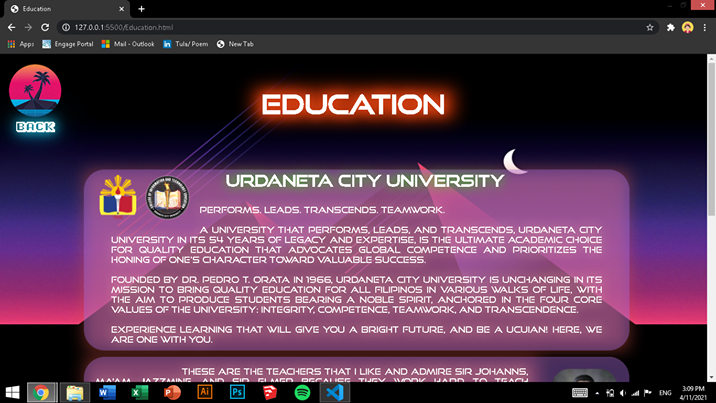 Education
127.0.0.1:5500/Education.html
Apps Engage Portal Mail - Outlook Tula/ Poem New Tab
BACK
EDUCATION
URDANETA CITY UNIVERSITY
PERFORMS. LEADS. TRANSCENDS. TEAMWORK.
A UNIVERSITY THAT PERFORMS, LEADS, AND TRANSCENDS, URDANETA CITY
UNIVERSITY IN ITS 54 YEARS OF LEGACY AND EXPERTISE, IS THE ULTIMATE ACADEMIC CHOICE
FOR QUALITY EDUCATION THAT ADVOCATES GLOBAL COMPETENCE AND PRIORITIZES THE
HONING OF ONE'S CHARACTER TOWARD VALUABLE SUCCESS.
FOUNDED BY DR. PEDRO T. ORATA IN 1966, URDANETA CITY UNIVERSITY IS UNCHANGING IN ITS
MISSION TO BRING QUALITY EDUCATION FOR ALL FILIPINOS IN VARIOUS WALKS OF LIFE, WITH
THE AIM TO PRODUCE STUDENTS BEARING A NOBLE SPIRIT, ANCHORED IN THE FOUR CORE
VALUES OF THE UNIVERSITY: INTEGRITY, COMPETENCE, TEAMWORK, AND TRANSCENDENCE.
EXPERIENCE LEARNING THAT WILL GIVE YOU A BRIGHT FUTURE, AND BE A UCUIAN! HERE, WE
ARE ONE WITH YOU.
THESE ARE THE TEACHERS THAT I LIKE AND ADMIRE SIR JOHANNS,
MA'AM JAZZMINE, AND SIR ELMER BECAUSE THEY WORK HARD TO TEACH
ENG
3:09 PM
4/11/2021